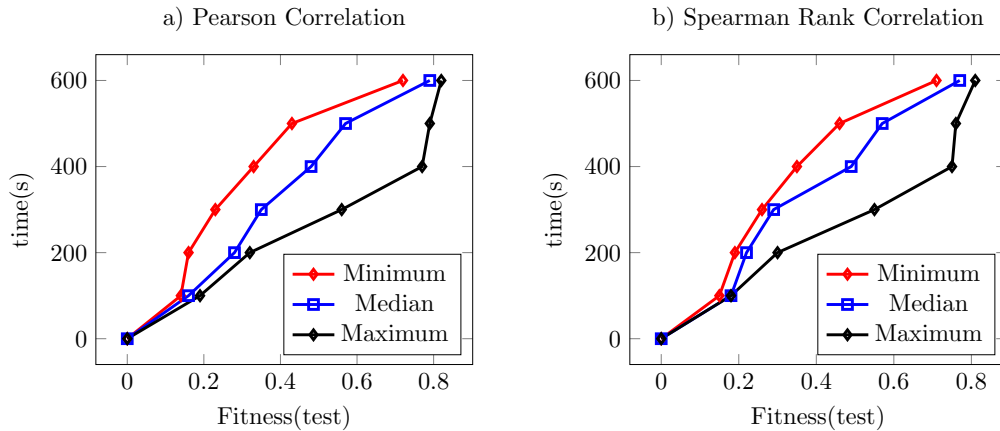 a) Pearson Correlation
600
400
200
0
time(s)
Minimum
Median
Maximum
0 0.2 0.4 0.6 0.8
Fitness(test)
b) Spearman Rank Correlation
600
400
200
0
time(s)
Minimum
Median
Maximum
0 0.2 0.4 0.6 0.8
Fitness(test)